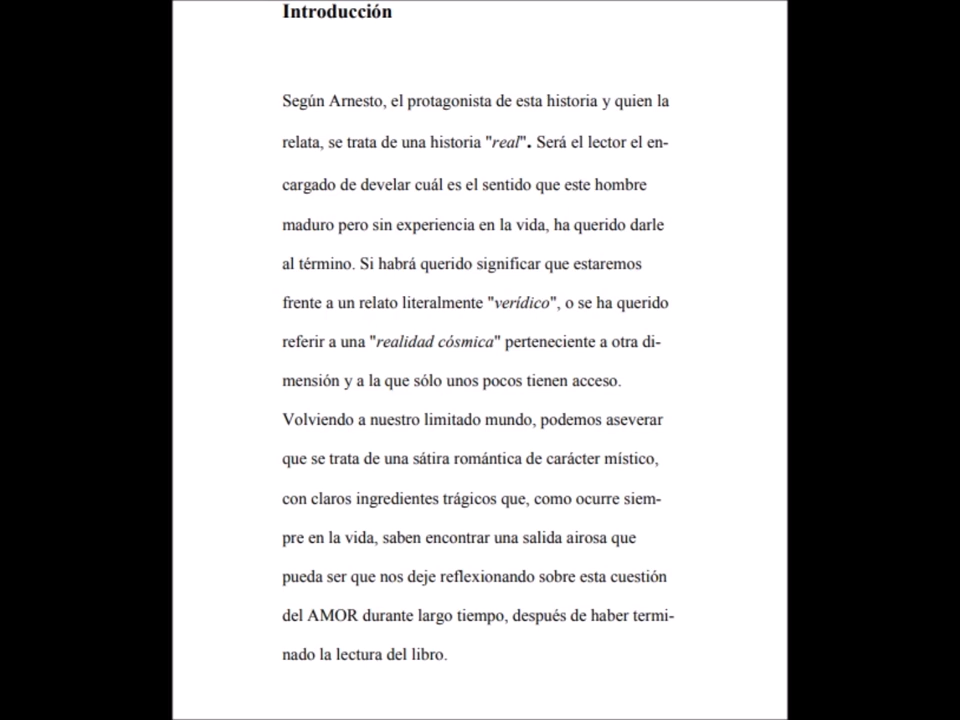 Introducción
Según Arnesto, el protagonista de esta historia y quien la
relata, se trata de una historia "real". Será el lector el en-
cargado de develar cuál es el sentido que este hombre
maduro pero sin experiencia en la vida, ha querido darle
al término. Si habrá querido significar que estaremos
frente a un relato literalmente "verídico", o se ha querido
referir a una "realidad cósmica" perteneciente a otra di-
mensión y a la que sólo unos pocos tienen acceso.
Volviendo a nuestro limitado mundo, podemos aseverar
que se trata de una sátira romántica de carácter místico,
con claros ingredientes trágicos que, como ocurre siem-
pre en la vida, saben encontrar una salida airosa que
pueda ser que nos deje reflexionando sobre esta cuestión
del AMOR durante largo tiempo, después de haber termi-
nado la lectura del libro.